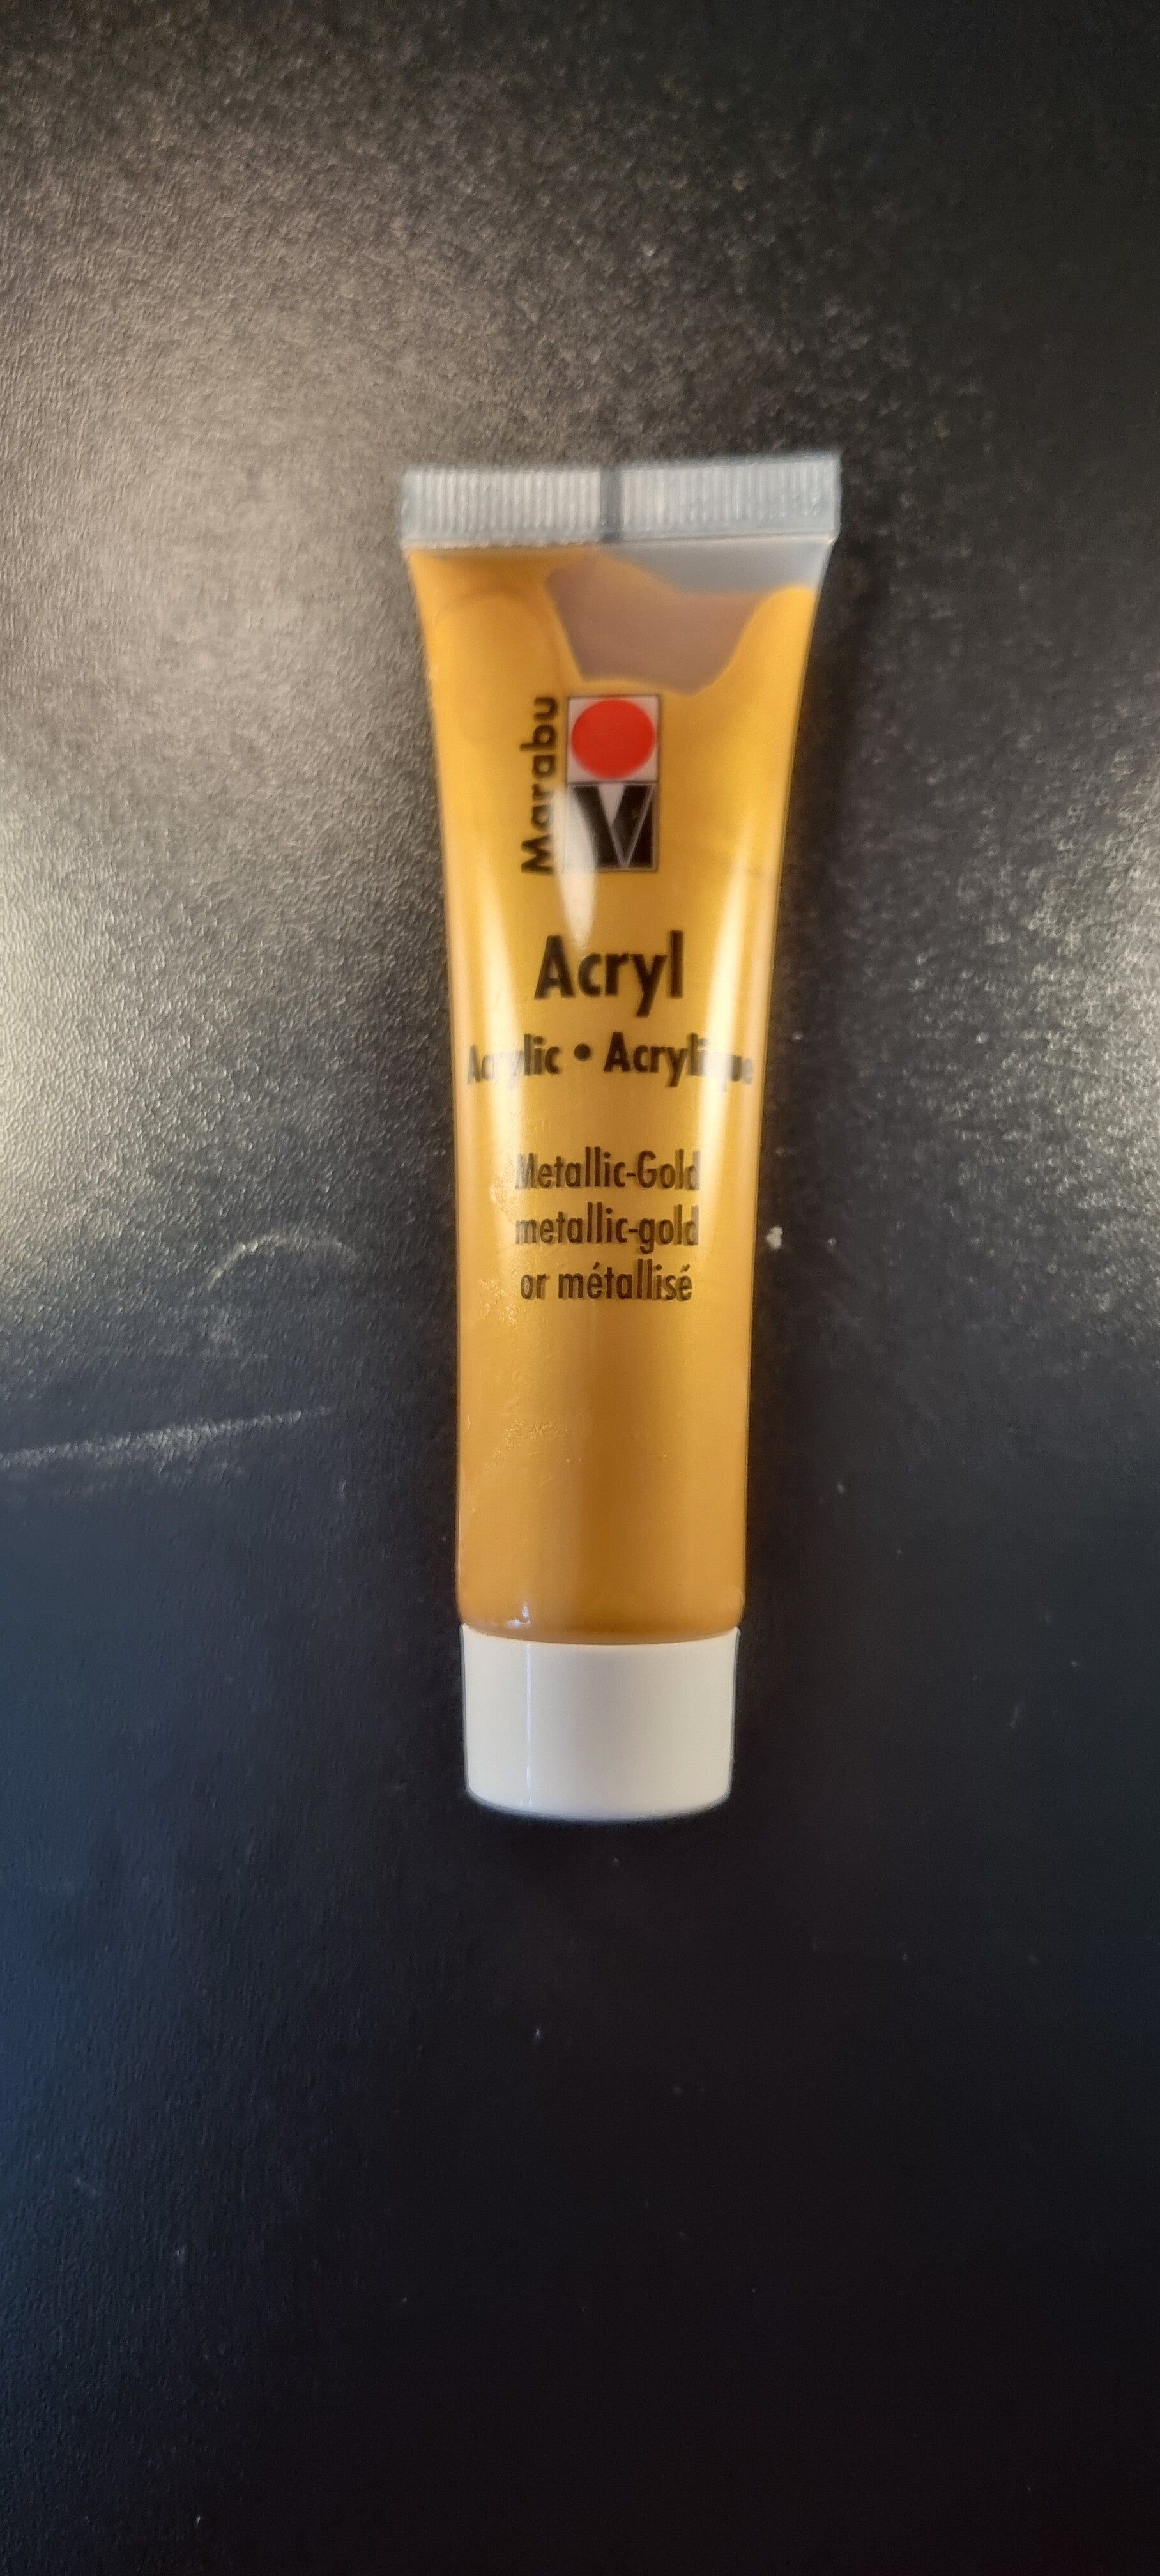 Marabu
Acryl
Acrylic • Acrylique
Metallic-Gold
metallic-gold
or métallisé